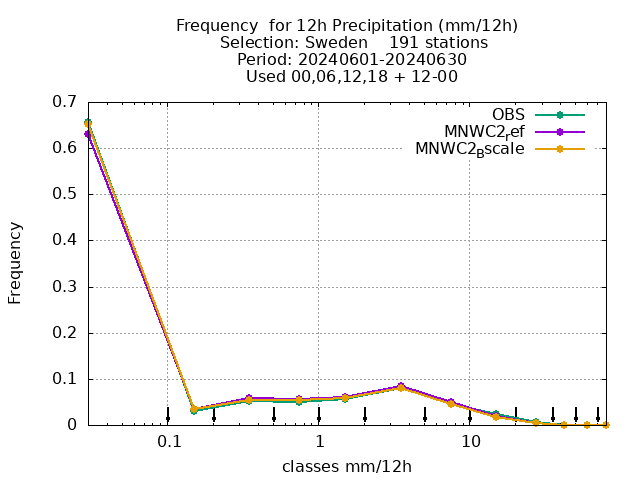 Frequency  for 12h Precipitation (mm/12h)
Selection: Sweden    191 stations
Period: 20240601-20240630
Used 00,06,12,18 + 12-00
OBS
MNWC2_ref
MNWC2_Bscale
Frequency
0.7
0.6
0.5
0.4
0.3
0.2
0.1
0
0.1 1 10
classes mm/12h